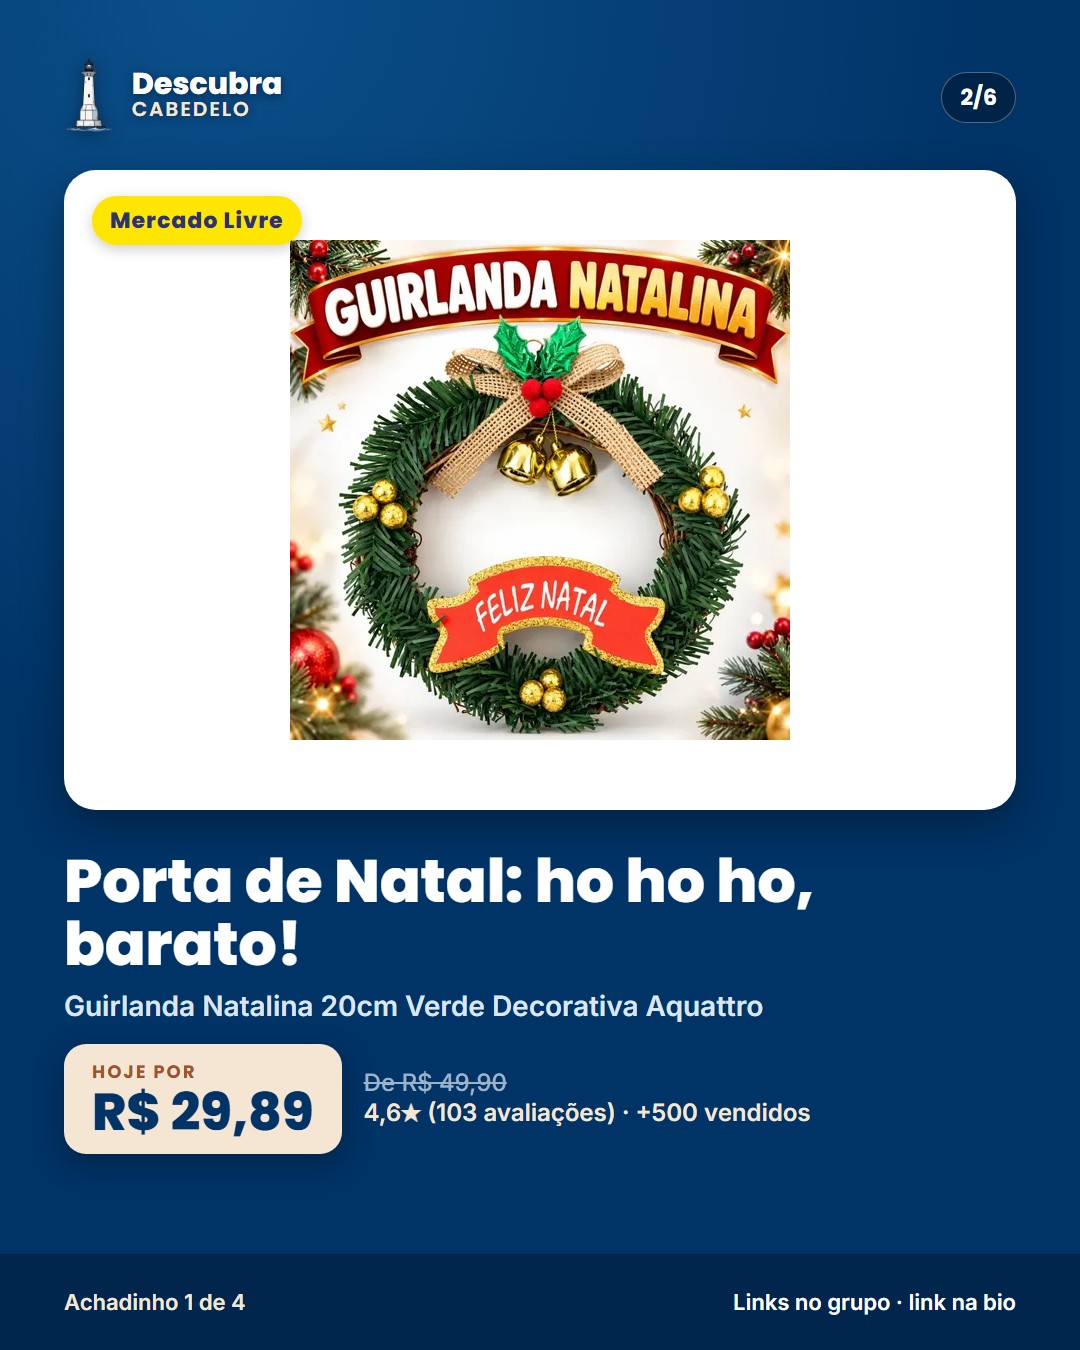 Descubra
CABEDELO
2/6
Mercado Livre
GUIRLANDA NATALINA
FELIZ NATAL
Porta de Natal: ho ho ho,
barato!
Guirlanda Natalina 20cm Verde Decorativa Aquattro
HOJE POR
R$ 29,89
De R$ 49,90
4,6★ (103 avaliações) · +500 vendidos
Achadinho 1 de 4
Links no grupo · link na bio